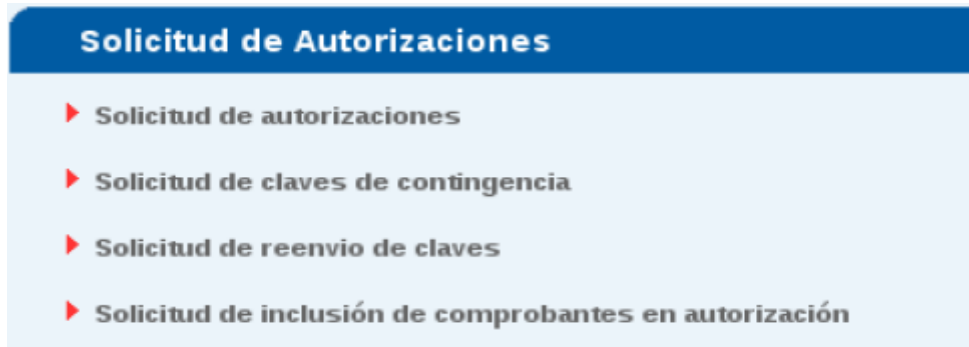 Solicitud de Autorizaciones
Solicitud de autorizaciones
Solicitud de claves de contingencia
Solicitud de reenvio de claves
Solicitud de inclusión de comprobantes en autorización